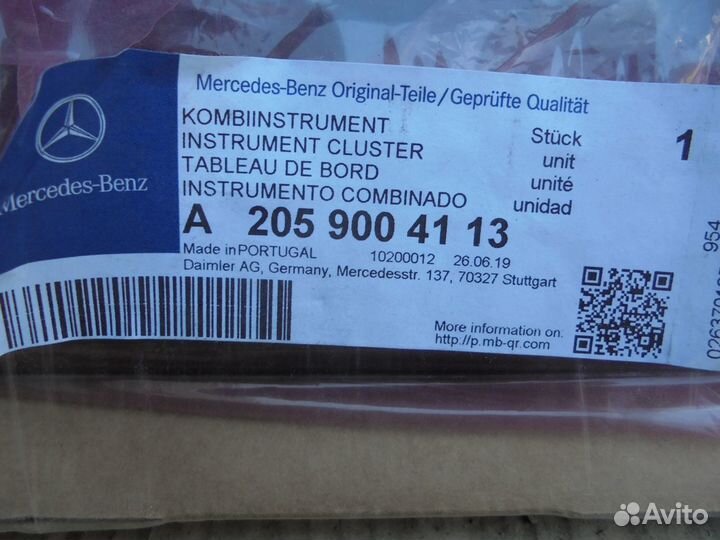 Mercedes-Benz Original-Teile/Geprüfte Qualität
Mercedes-Benz
KOMBIINSTRUMENT
INSTRUMENT CLUSTER
TABLEAU DE BORD
INSTRUMENTO COMBINADO
Stück
unit
unité
unidad
1
A 205 900 41 13
Made in PORTUGAL 10200012 26.06.19
Daimler AG, Germany, Mercedesstr. 137, 70327 Stuttgart
More information on:
http://p.mb-qr.com
954
Avito